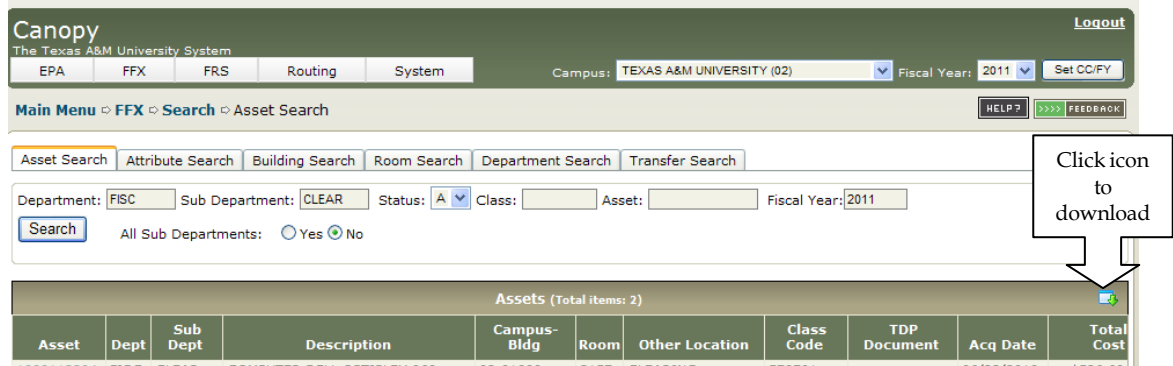 Canopy
Logout
The Texas A&M University System
EPA FFX FRS Routing System Campus: TEXAS A&M UNIVERSITY (02) Fiscal Year: 2011 Set CC/FY
Main Menu ⇨ FFX ⇨ Search ⇨ Asset Search HELP? >>>> FEEDBACK
Asset Search Attribute Search Building Search Room Search Department Search Transfer Search
Click icon
to
download
Department: FISC Sub Department: CLEAR Status: A Class: Asset: Fiscal Year: 2011
Search All Sub Departments: Yes No
Assets (Total items: 2)
Asset Dept Sub Dept Description Campus-Bldg Room Other Location Class Code TDP Document Acq Date Total Cost